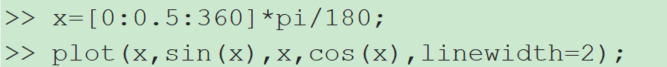 >> x=[0:0.5:360]*pi/180;
>> plot(x,sin(x),x,cos(x),linewidth=2);